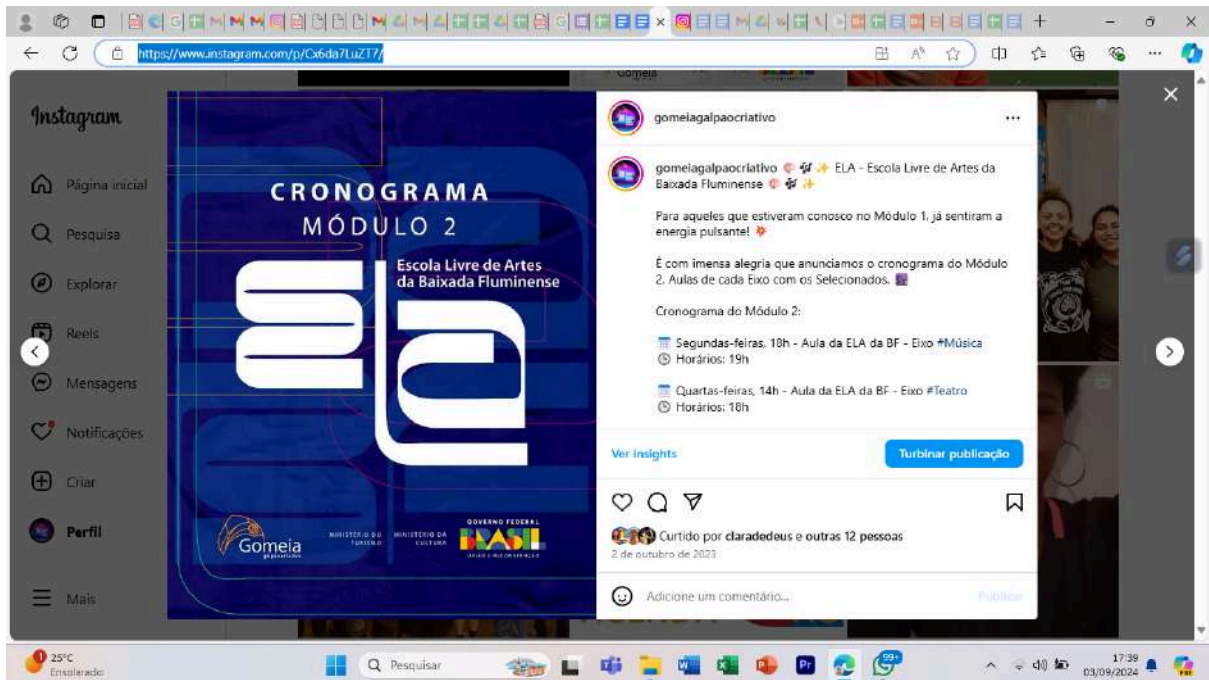 https://www.instagram.com/p/Cx6da7LuZT7/
Instagram
Página inicial
Pesquisa
Explorar
Reels
Mensagens
Notificações
Criar
Perfil
Mais
Gomeia
CRONOGRAMA
MÓDULO 2
Escola Livre de Artes
da Baixada Fluminense
ELA
Gomeia
MINISTÉRIO DO
TURISMO
MINISTÉRIO DA
CULTURA
GOVERNO FEDERAL
BRASIL
UNIÃO E RECONSTRUÇÃO
gomeiagalpaocriativo
gomeiagalpaocriativo ELA - Escola Livre de Artes da
Baixada Fluminense
Para aqueles que estiveram conosco no Módulo 1, já sentiram a
energia pulsante!
É com imensa alegria que anunciamos o cronograma do Módulo
2. Aulas de cada Eixo com os Selecionados.
Cronograma do Módulo 2:
Segundas-feiras, 18h - Aula da ELA da BF - Eixo #Música
Horários: 19h
Quartas-feiras, 14h - Aula da ELA da BF - Eixo #Teatro
Horários: 18h
Ver insights
Turbinar publicação
Curtido por claradedeus e outras 12 pessoas
2 de outubro de 2023
Adicione um comentário...
Publicar
25°C
Ensolarado
Pesquisar
99+
17:39
03/09/2024